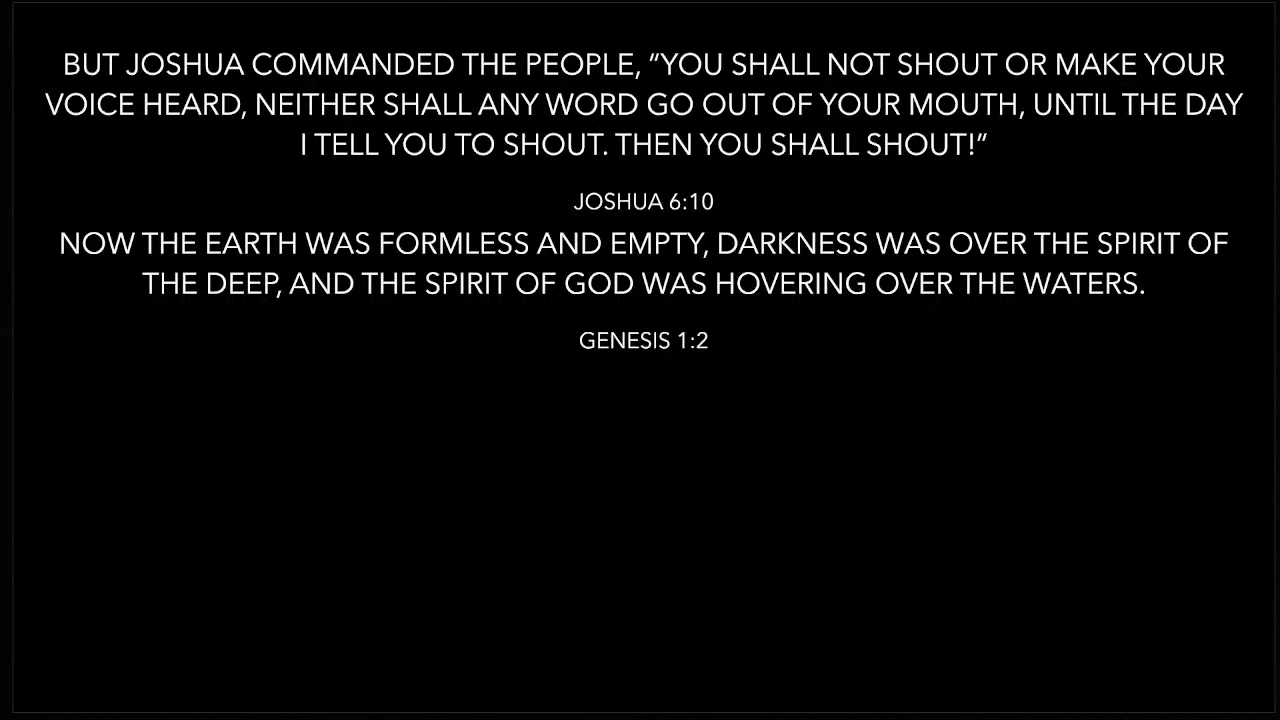 BUT JOSHUA COMMANDED THE PEOPLE, “YOU SHALL NOT SHOUT OR MAKE YOUR
VOICE HEARD, NEITHER SHALL ANY WORD GO OUT OF YOUR MOUTH, UNTIL THE DAY
I TELL YOU TO SHOUT. THEN YOU SHALL SHOUT!”
JOSHUA 6:10
NOW THE EARTH WAS FORMLESS AND EMPTY, DARKNESS WAS OVER THE SPIRIT OF
THE DEEP, AND THE SPIRIT OF GOD WAS HOVERING OVER THE WATERS.
GENESIS 1:2